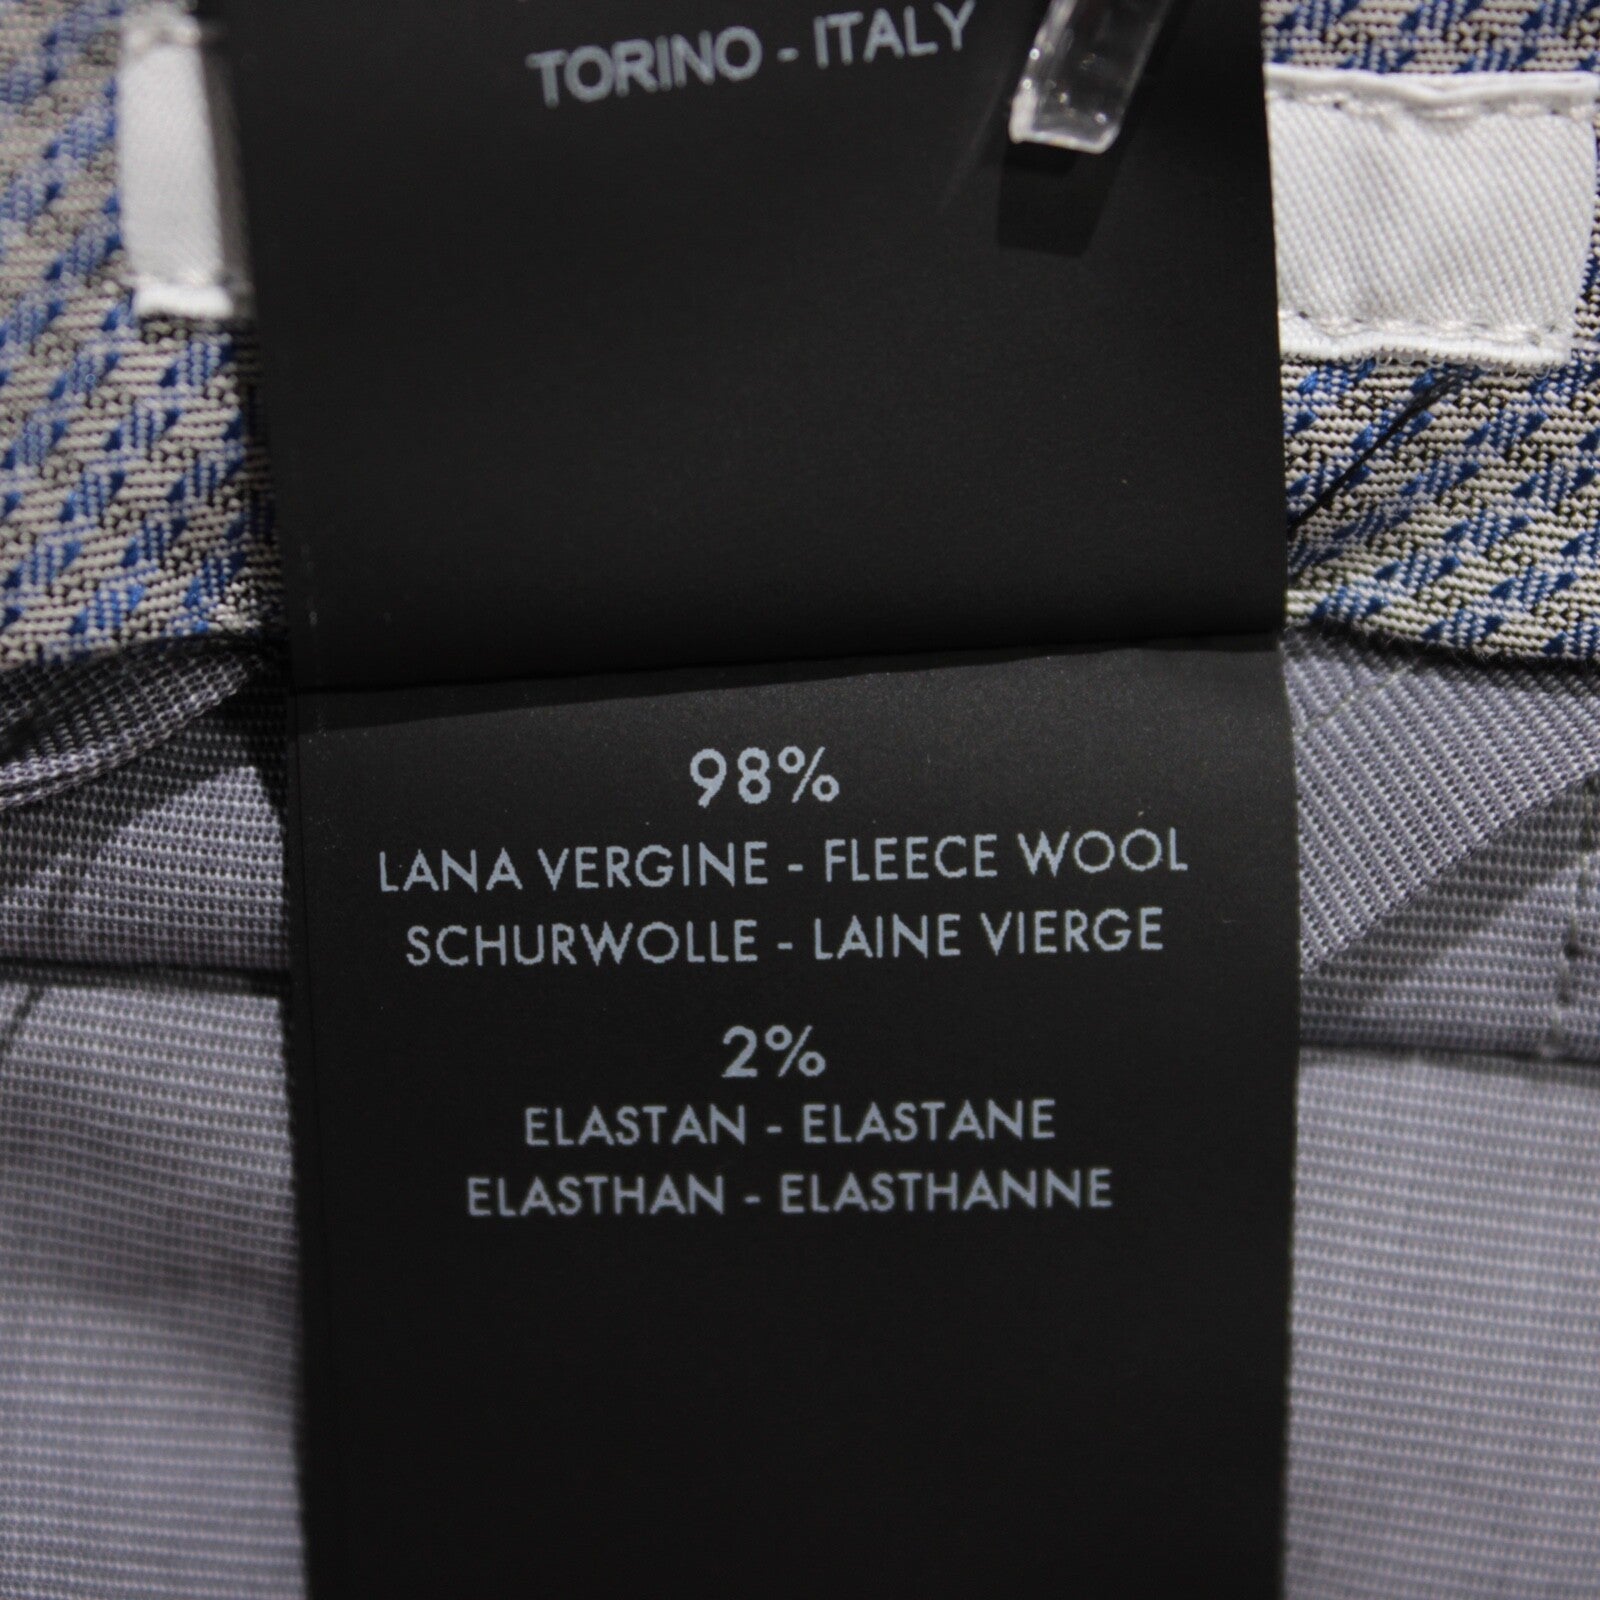 TORINO - ITALY
98%
LANA VERGINE - FLEECE WOOL
SCHURWOLLE - LAINE VIERGE
2%
ELASTAN - ELASTANE
ELASTHAN - ELASTHANNE